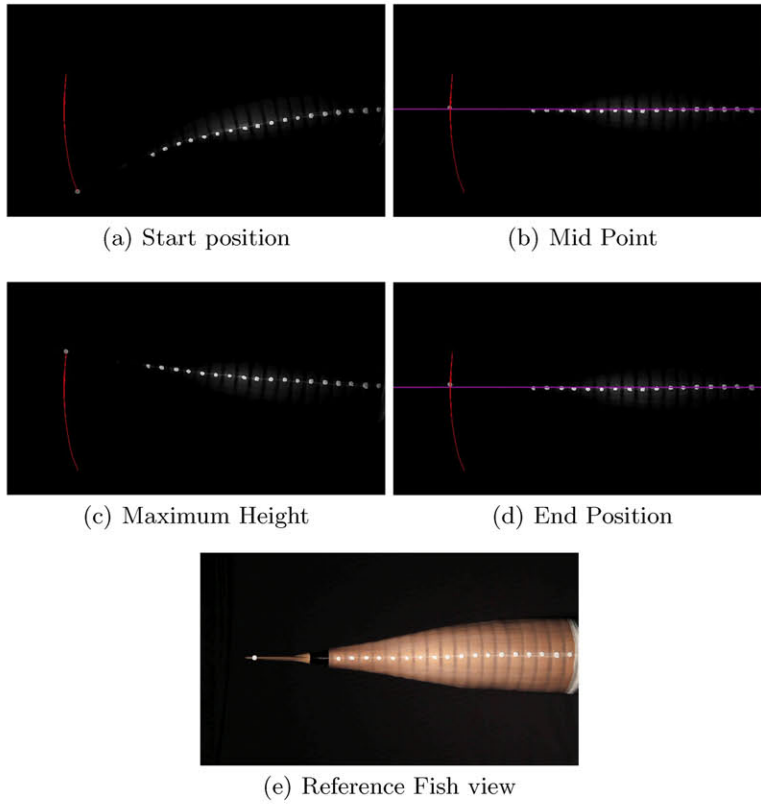 (a) Start position
(b) Mid Point
(c) Maximum Height
(d) End Position
(e) Reference Fish view